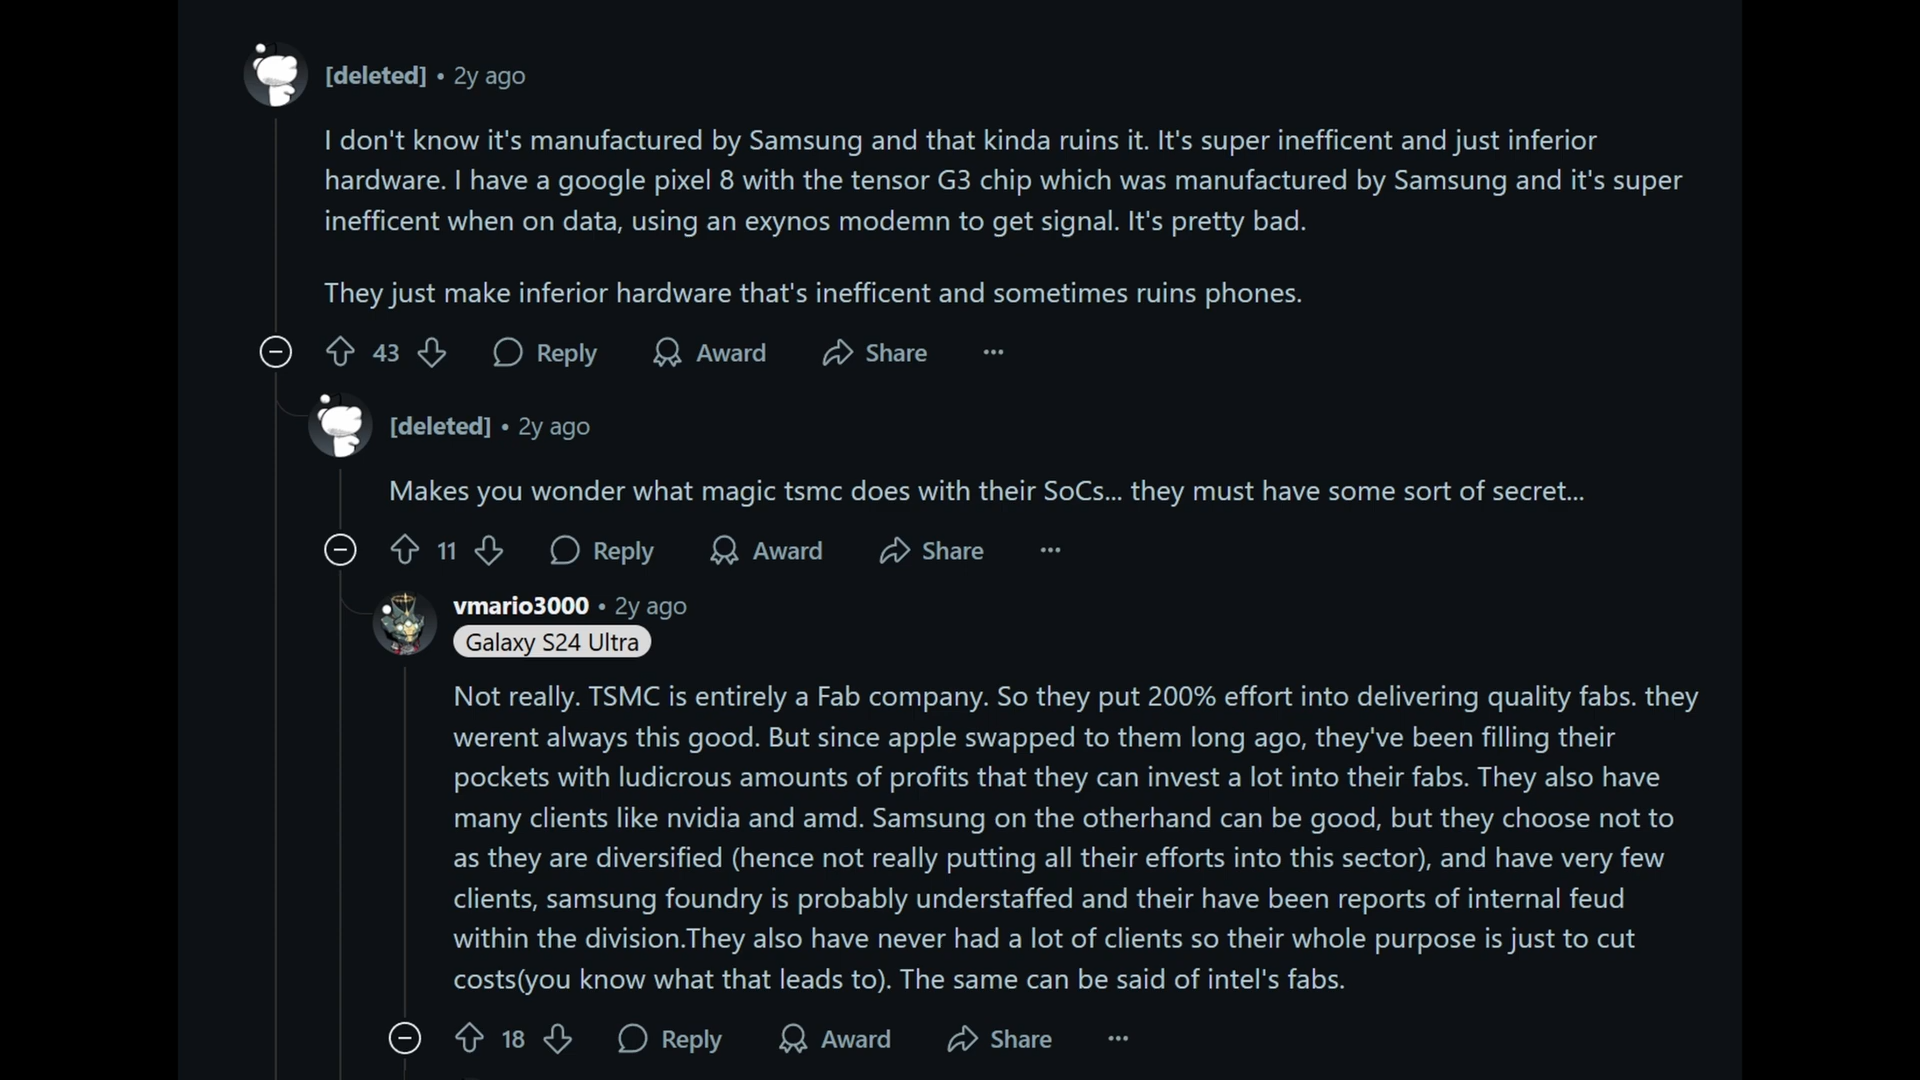 [deleted] • 2y ago
I don't know it's manufactured by Samsung and that kinda ruins it. It's super inefficent and just inferior
hardware. I have a google pixel 8 with the tensor G3 chip which was manufactured by Samsung and it's super
inefficent when on data, using an exynos modemn to get signal. It's pretty bad.
They just make inferior hardware that's inefficent and sometimes ruins phones.
43 Reply Award Share ...
[deleted] • 2y ago
Makes you wonder what magic tsmc does with their SoCs... they must have some sort of secret...
11 Reply Award Share ...
vmario3000 • 2y ago
Galaxy S24 Ultra
Not really. TSMC is entirely a Fab company. So they put 200% effort into delivering quality fabs. they
werent always this good. But since apple swapped to them long ago, they've been filling their
pockets with ludicrous amounts of profits that they can invest a lot into their fabs. They also have
many clients like nvidia and amd. Samsung on the otherhand can be good, but they choose not to
as they are diversified (hence not really putting all their efforts into this sector), and have very few
clients, samsung foundry is probably understaffed and their have been reports of internal feud
within the division.They also have never had a lot of clients so their whole purpose is just to cut
costs(you know what that leads to). The same can be said of intel's fabs.
18 Reply Award Share ...